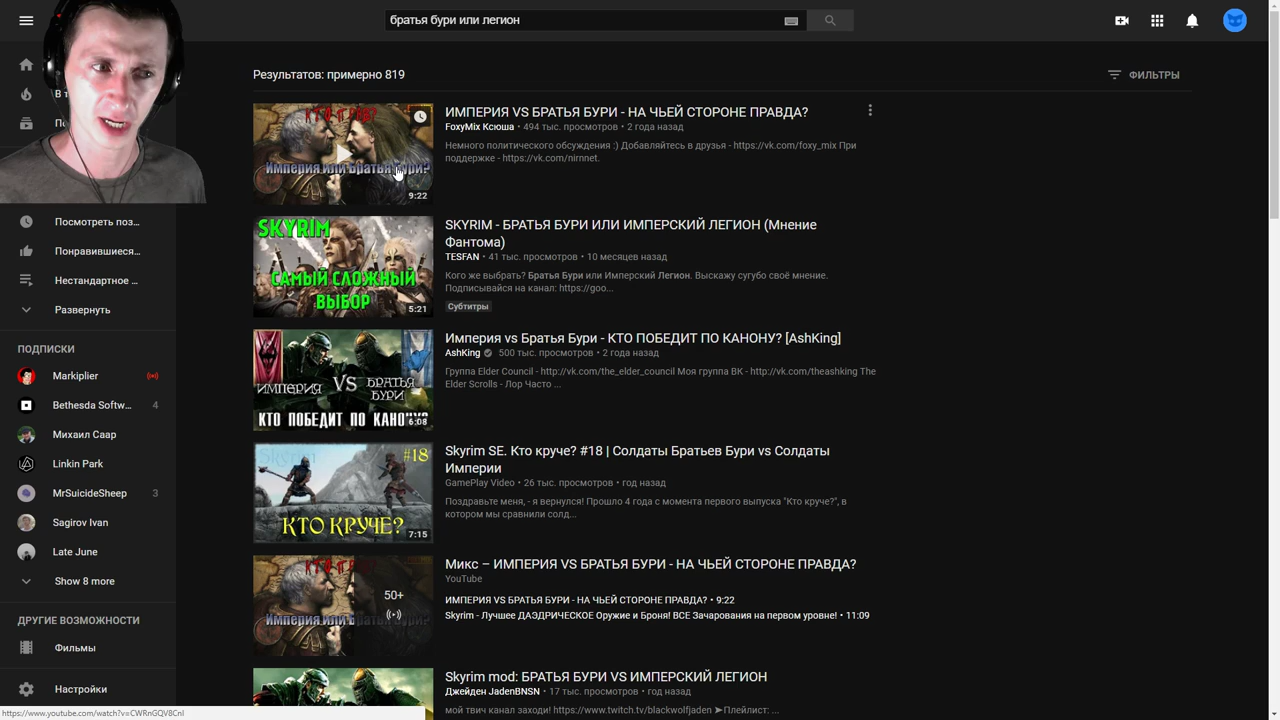 братья бури или легион
Результатов: примерно 819
ФИЛЬТРЫ
Посмотреть поз...
Понравившиеся...
Нестандартное ...
Развернуть
ПОДПИСКИ
Markiplier
Bethesda Softw... 4
Михаил Саар
Linkin Park
MrSuicideSheep 3
Sagirov Ivan
Late June
Show 8 more
ДРУГИЕ ВОЗМОЖНОСТИ
Фильмы
Настройки
Империя или Братья Бури?
9:22
ИМПЕРИЯ VS БРАТЬЯ БУРИ - НА ЧЬЕЙ СТОРОНЕ ПРАВДА?
FoxyMix Ксюша • 494 тыс. просмотров • 2 года назад
Немного политического обсуждения :) Добавляйтесь в друзья - https://vk.com/foxy_mix При
поддержке - https://vk.com/nirnnet.
SKYRIM
САМЫЙ СЛОЖНЫЙ
ВЫБОР
5:21
SKYRIM - БРАТЬЯ БУРИ ИЛИ ИМПЕРСКИЙ ЛЕГИОН (Мнение
Фантома)
TESFAN • 41 тыс. просмотров • 10 месяцев назад
Кого же выбрать? Братья Бури или Имперский Легион. Выскажу сугубо своё мнение.
Подписывайся на канал: https://goo...
Субтитры
ИМПЕРИЯ VS БРАТЬЯ
БУРИ
КТО ПОБЕДИТ ПО КАНОНУ?
6:08
Империя vs Братья Бури - КТО ПОБЕДИТ ПО КАНОНУ? [AshKing]
AshKing 500 тыс. просмотров • 2 года назад
Группа Elder Council - http://vk.com/the_elder_council Моя группа ВК - http://vk.com/theashking The
Elder Scrolls - Лор Часто ...
Skyrim #18
КТО КРУЧЕ?
7:15
Skyrim SE. Кто круче? #18 | Солдаты Братьев Бури vs Солдаты
Империи
GamePlay Video • 26 тыс. просмотров • год назад
Поздравьте меня, - я вернулся! Прошло 4 года с момента первого выпуска "Кто круче?", в
котором мы сравнили солд...
50+
Микс – ИМПЕРИЯ VS БРАТЬЯ БУРИ - НА ЧЬЕЙ СТОРОНЕ ПРАВДА?
YouTube
ИМПЕРИЯ VS БРАТЬЯ БУРИ - НА ЧЬЕЙ СТОРОНЕ ПРАВДА? • 9:22
Skyrim - Лучшее ДАЭДРИЧЕСКОЕ Оружие и Броня! ВСЕ Зачарования на первом уровне! • 11:09
Skyrim mod: БРАТЬЯ БУРИ VS ИМПЕРСКИЙ ЛЕГИОН
Джейден JadenBNSN • 17 тыс. просмотров • год назад
мой твич канал заходи! https://www.twitch.tv/blackwolfjaden ➤Плейлист: ...
https://www.youtube.com/watch?v=CWRnGQV8CnI